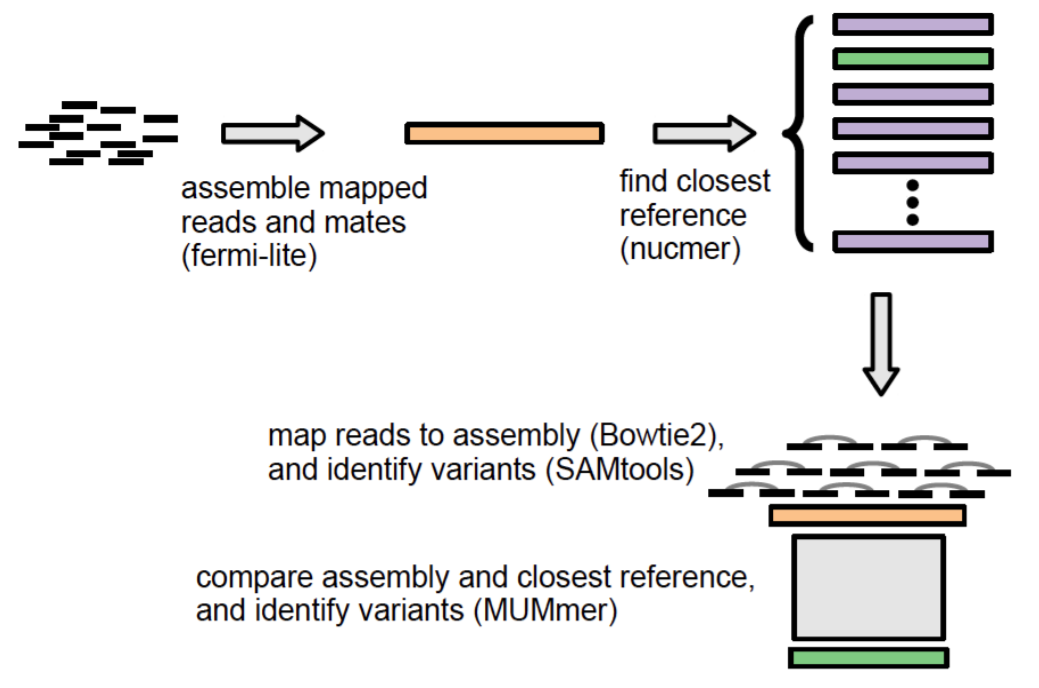 assemble mapped
reads and mates
(fermi-lite)
find closest
reference
(nucmer)
map reads to assembly (Bowtie2),
and identify variants (SAMtools)
compare assembly and closest reference,
and identify variants (MUMmer)